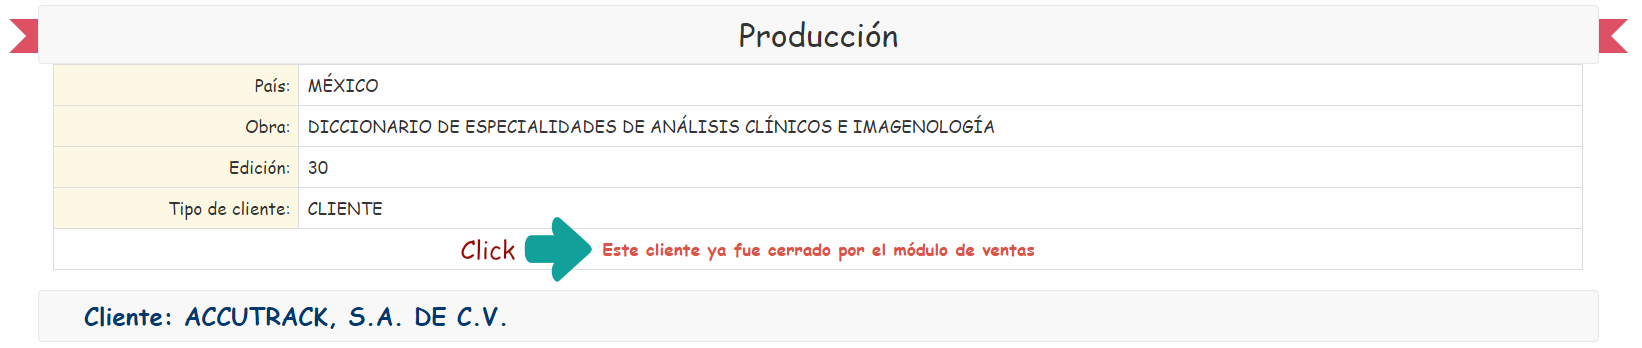 Producción
País: MÉXICO
Obra: DICCIONARIO DE ESPECIALIDADES DE ANÁLISIS CLÍNICOS E IMAGENOLOGÍA
Edición: 30
Tipo de cliente: CLIENTE
Click Este cliente ya fue cerrado por el módulo de ventas
Cliente: ACCUTRACK, S.A. DE C.V.